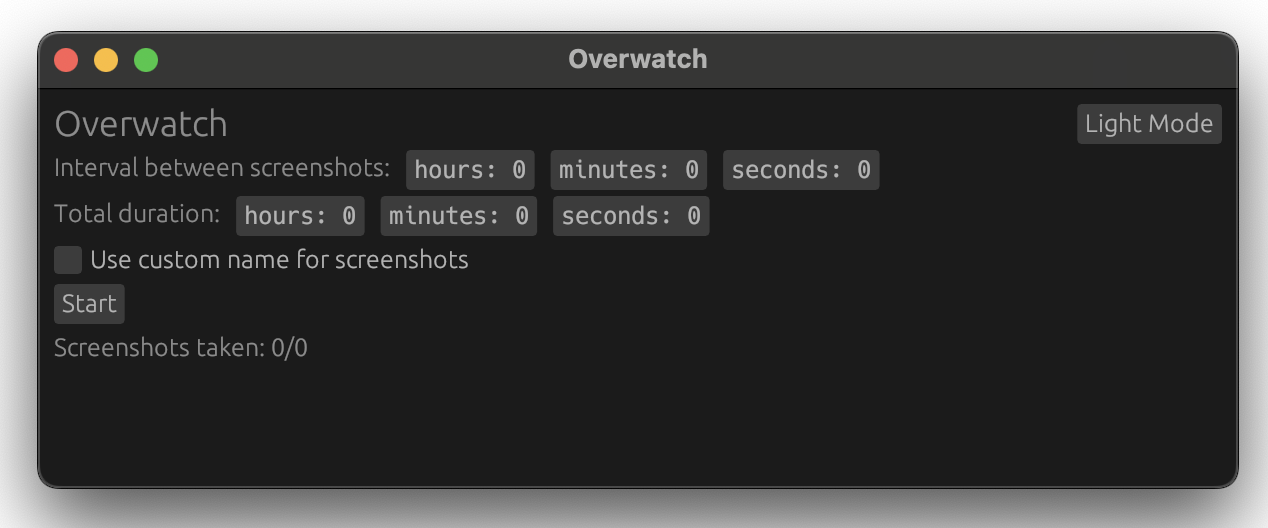 Overwatch
Overwatch
Light Mode
Interval between screenshots: hours: 0 minutes: 0 seconds: 0
Total duration: hours: 0 minutes: 0 seconds: 0
Use custom name for screenshots
Start
Screenshots taken: 0/0